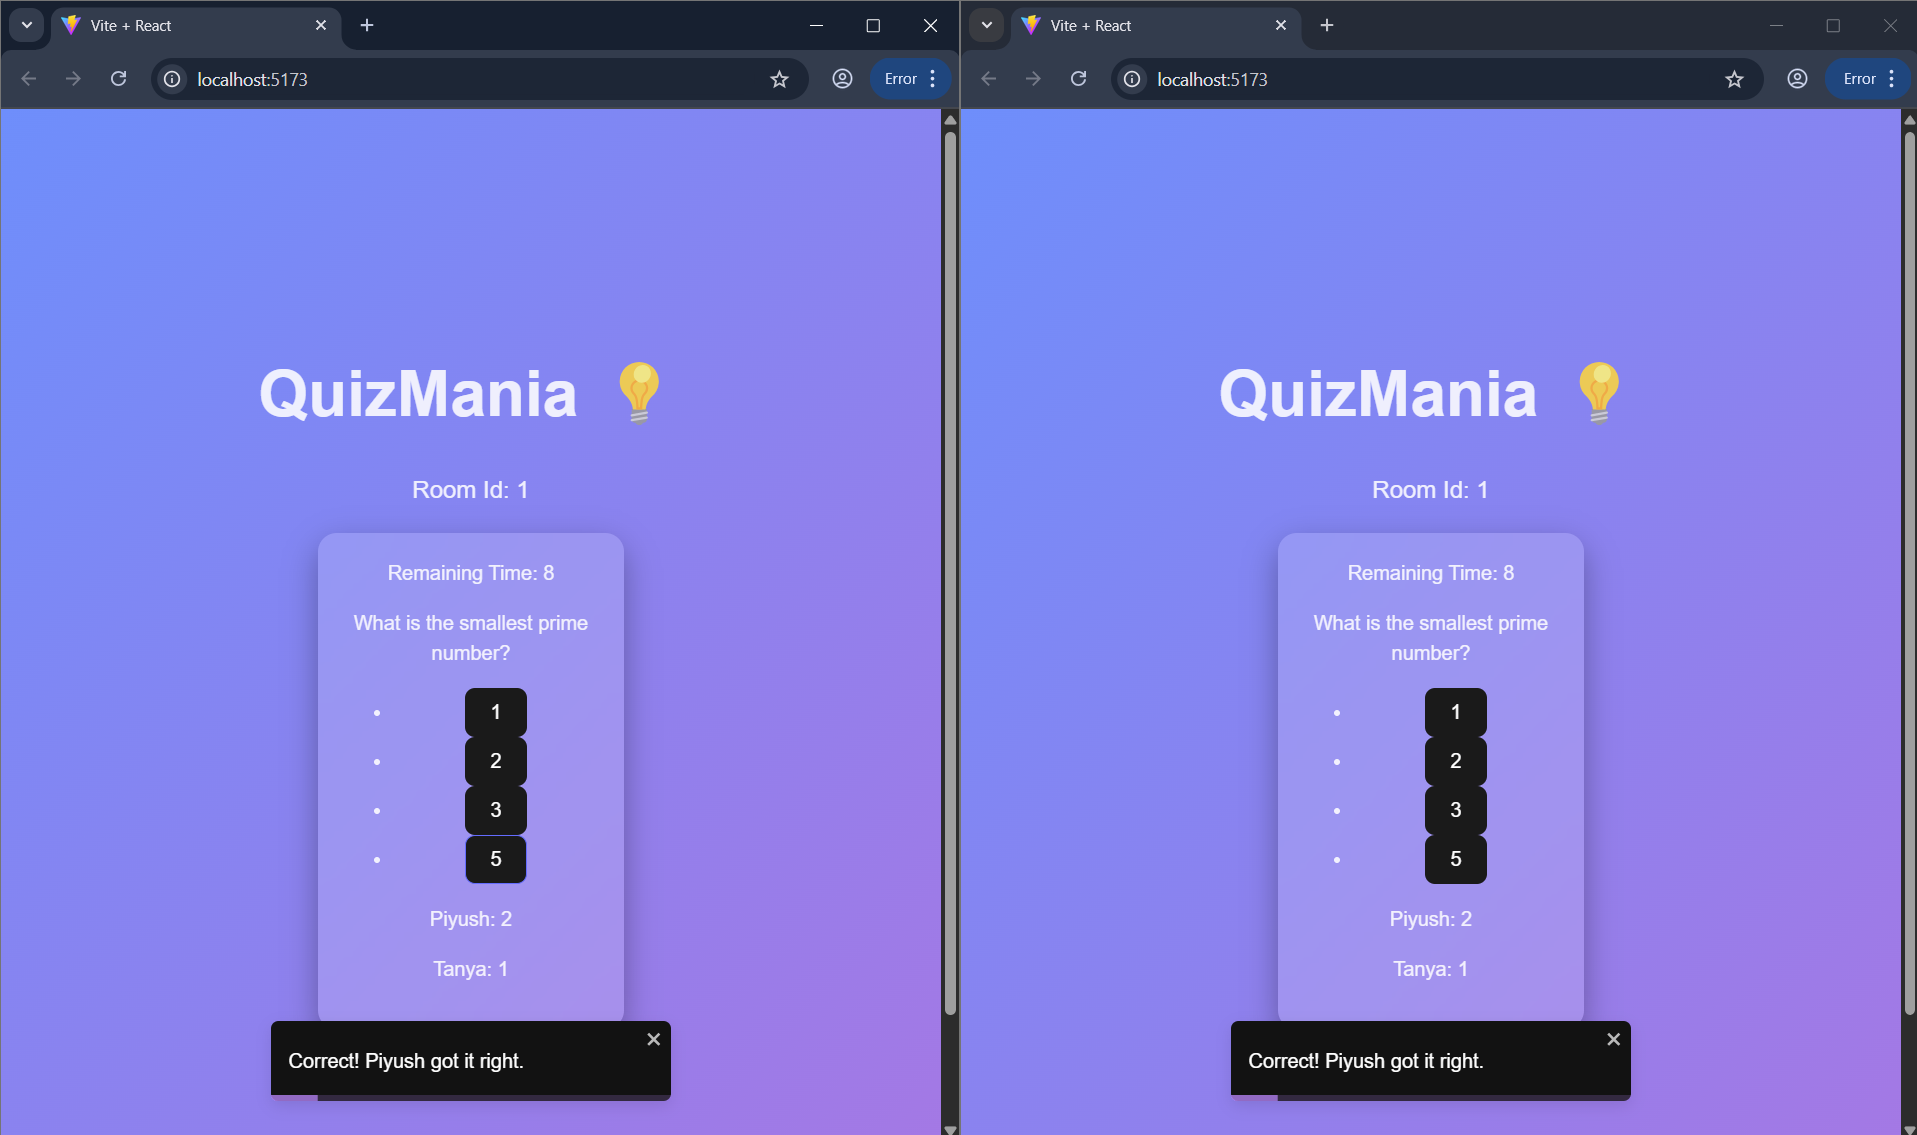 Vite + React
localhost:5173
Error
QuizMania
Room Id: 1
Remaining Time: 8
What is the smallest prime
number?
1
2
3
5
Piyush: 2
Tanya: 1
Correct! Piyush got it right.
Vite + React
localhost:5173
Error
QuizMania
Room Id: 1
Remaining Time: 8
What is the smallest prime
number?
1
2
3
5
Piyush: 2
Tanya: 1
Correct! Piyush got it right.